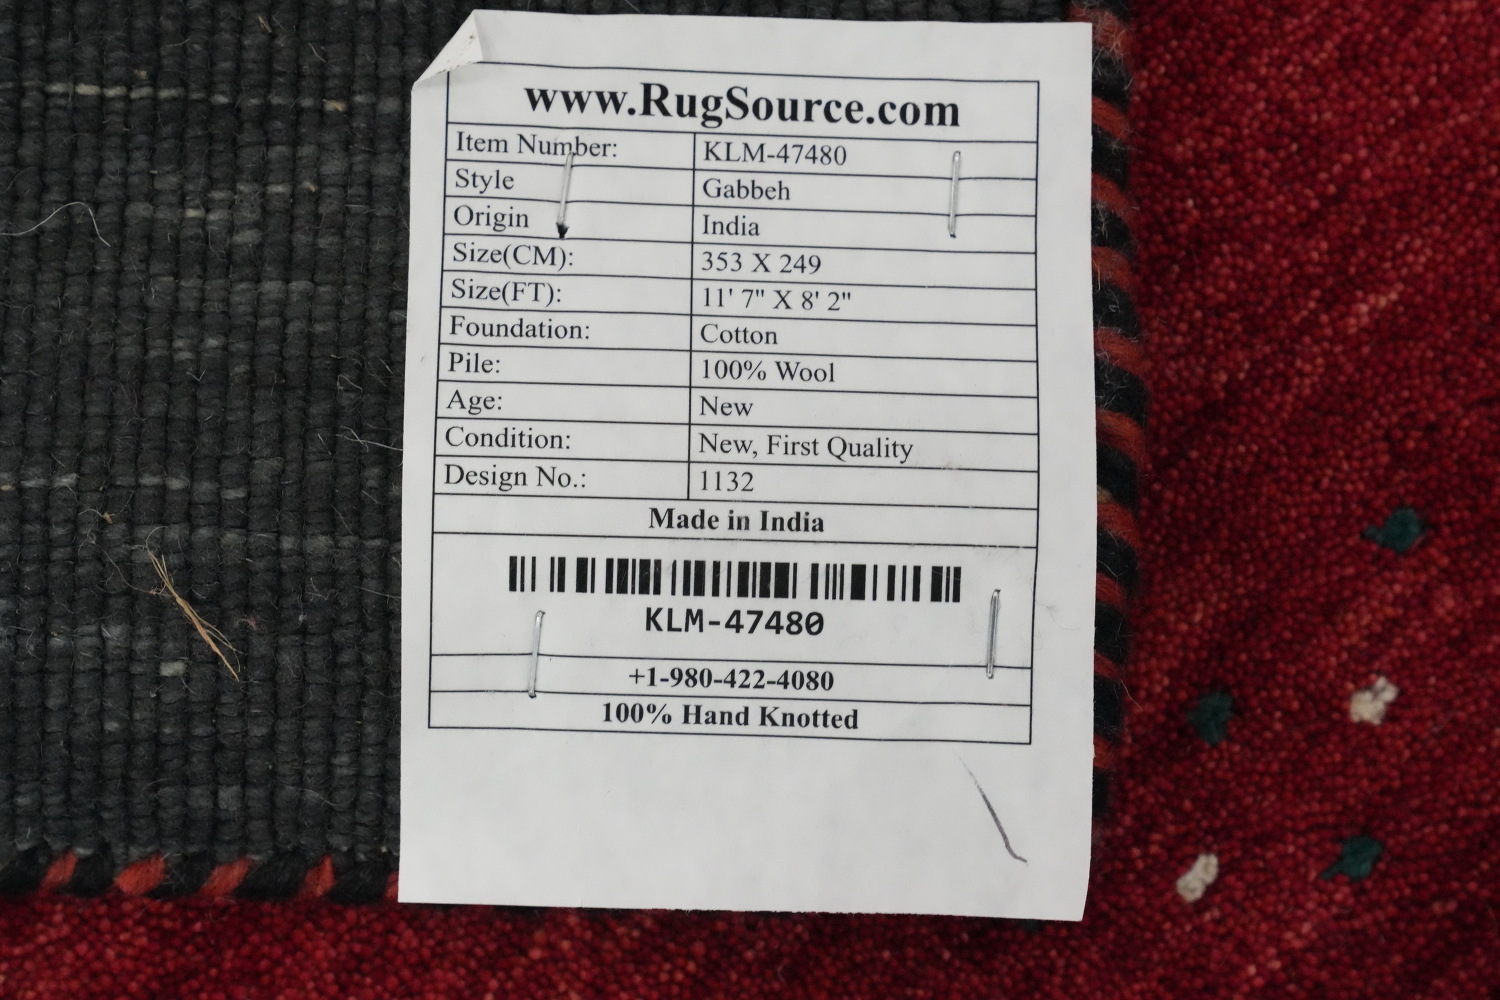 www.RugSource.com
Item Number: KLM-47480
Style Gabbeh
Origin India
Size(CM): 353 X 249
Size(FT): 11' 7" X 8' 2"
Foundation: Cotton
Pile: 100% Wool
Age: New
Condition: New, First Quality
Design No.: 1132
Made in India
KLM-47480
+1-980-422-4080
100% Hand Knotted